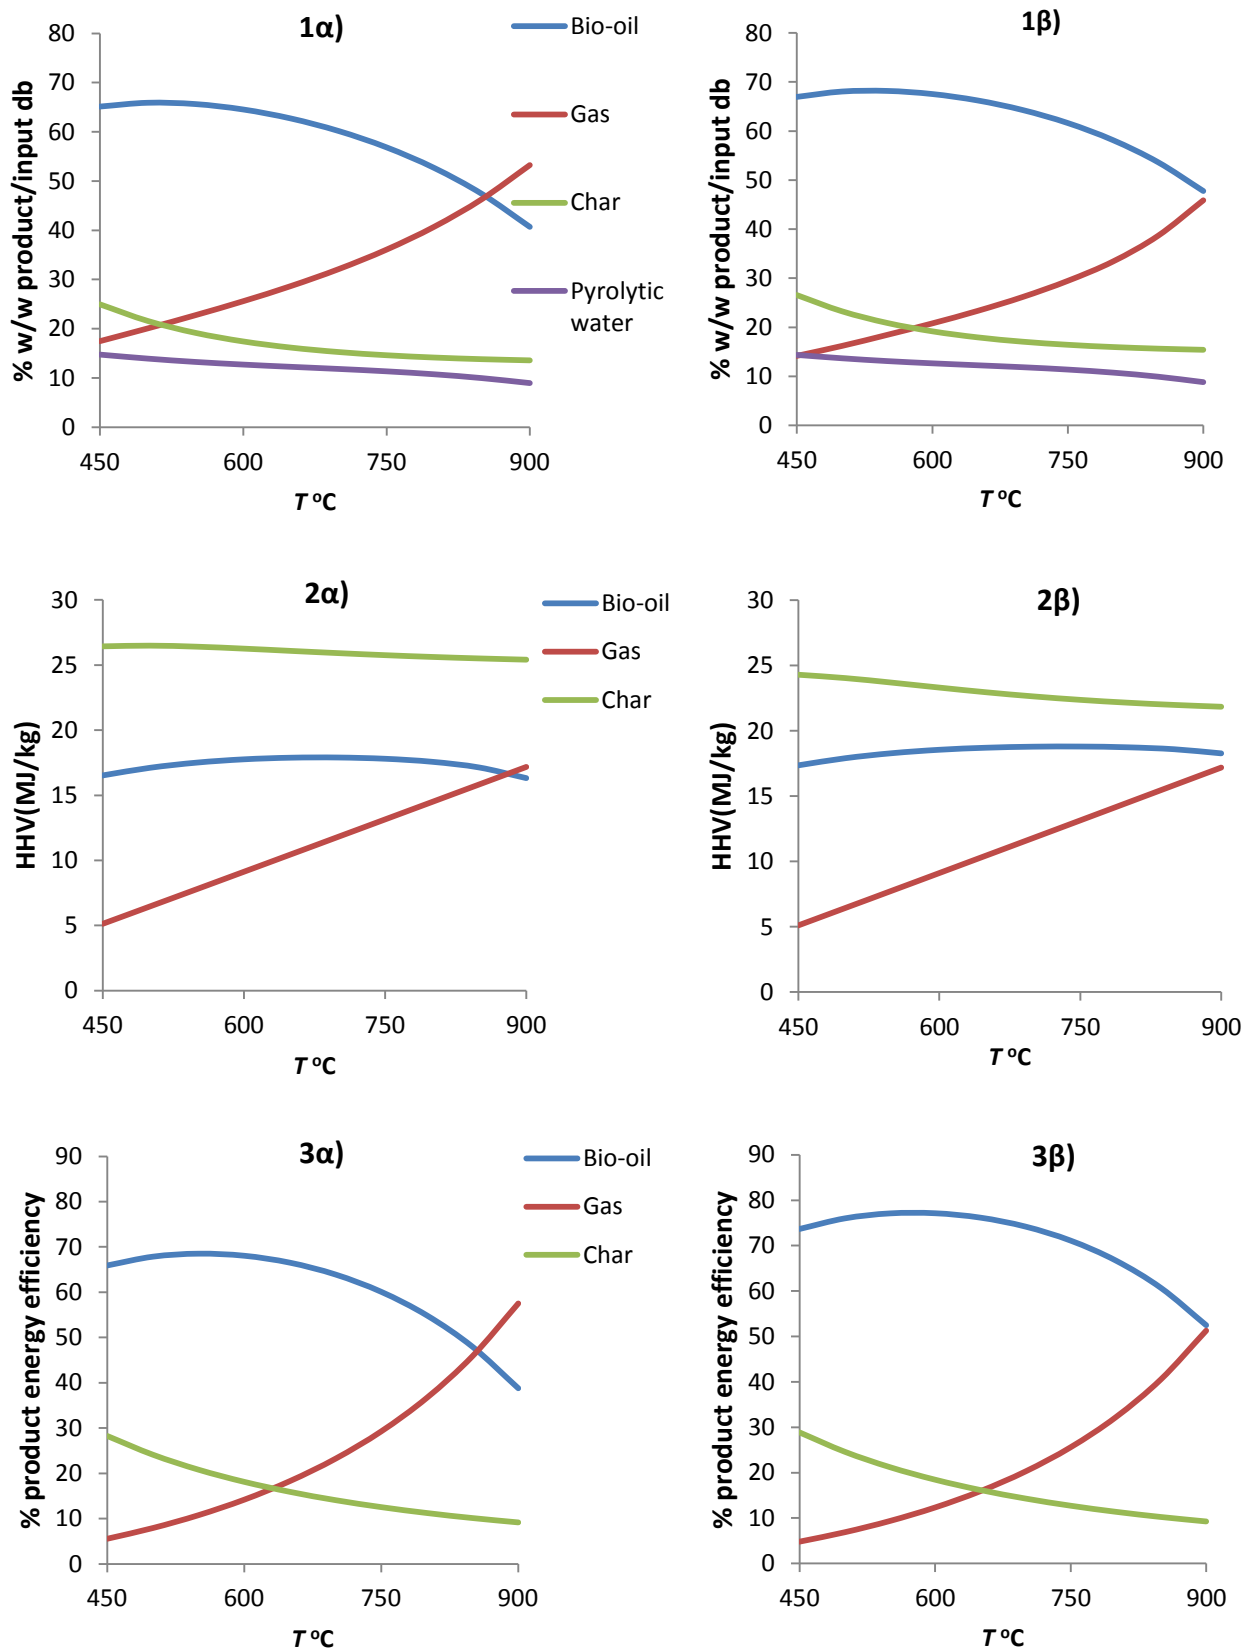 1α)
% w/w product/input db
80
70
60
50
40
30
20
10
0
450
600
750
900
T ºC
Bio-oil
Gas
Char
Pyrolytic
water
1β)
% w/w product/input db
80
70
60
50
40
30
20
10
0
450
600
750
900
T ºC
2α)
HHV(MJ/kg)
30
25
20
15
10
5
0
450
600
750
900
T ºC
Bio-oil
Gas
Char
2β)
HHV(MJ/kg)
30
25
20
15
10
5
0
450
600
750
900
T ºC
3α)
% product energy efficiency
90
80
70
60
50
40
30
20
10
0
450
600
750
900
T ºC
Bio-oil
Gas
Char
3β)
% product energy efficiency
90
80
70
60
50
40
30
20
10
0
450
600
750
900
T ºC